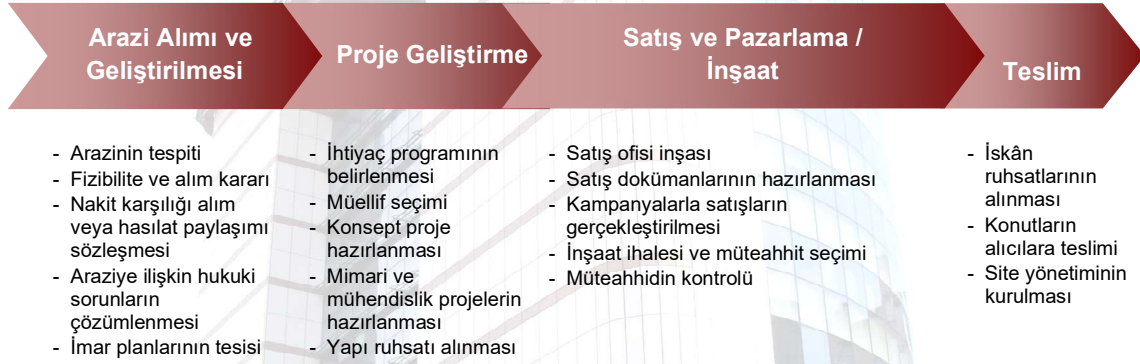 Arazi Alımı ve
Geliştirilmesi
Proje Geliştirme
Satış ve Pazarlama /
İnşaat
Teslim
- Arazinin tespiti
- Fizibilite ve alım kararı
- Nakit karşılığı alım
veya hasılat paylaşımı
sözleşmesi
- Araziye ilişkin hukuki
sorunların
çözümlenmesi
- İmar planlarının tesisi
- İhtiyaç programının
belirlenmesi
- Müellif seçimi
- Konsept proje
hazırlanması
- Mimari ve
mühendislik projelerin
hazırlanması
- Yapı ruhsatı alınması
- Satış ofisi inşası
- Satış dokümanlarının hazırlanması
- Kampanyalarla satışların
gerçekleştirilmesi
- İnşaat ihalesi ve müteahhit seçimi
- Müteahhidin kontrolü
- İskân
ruhsatlarının
alınması
- Konutların
alıcılara teslimi
- Site yönetiminin
kurulması